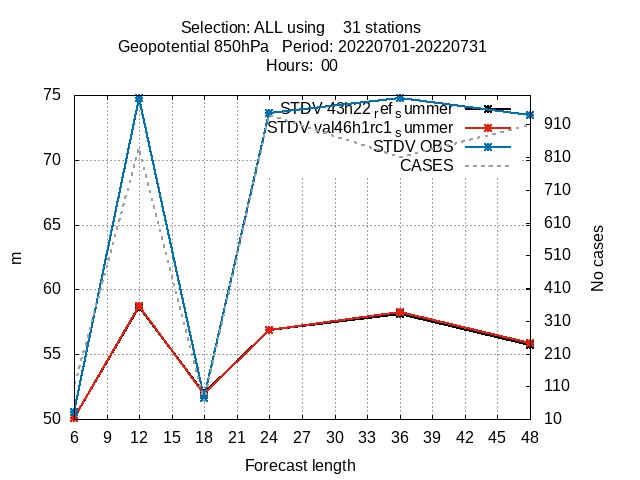 Selection: ALL using    31 stations
Geopotential 850hPa   Period: 20220701-20220731
Hours:  00
STDV 43h22_ref_summer
STDV val46h1rc1_summer
STDV OBS
CASES
75
70
65
60
55
50
m
910
810
710
610
510
410
310
210
110
10
No cases
6 9 12 15 18 21 24 27 30 33 36 39 42 45 48
Forecast length